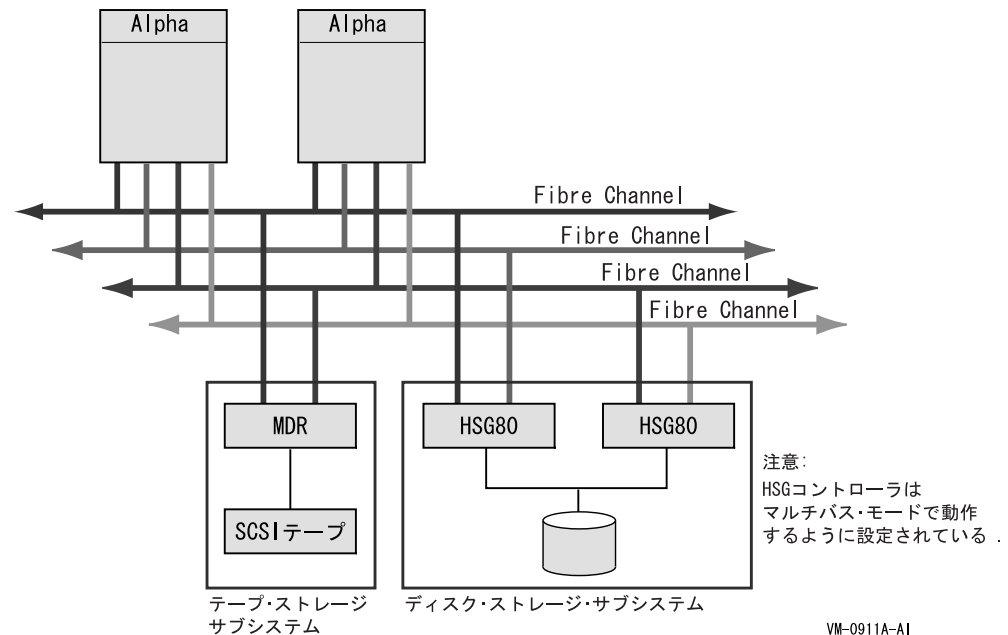 Alpha
Alpha
Fibre Channel
Fibre Channel
Fibre Channel
Fibre Channel
MDR
HSG80
HSG80
SCSIテープ
注意:
HSGコントローラは
マルチバス・モードで動作
するように設定されている .
テープ・ストレージ
サブシステム
ディスク・ストレージ・サブシステム
VM-0911A-AI